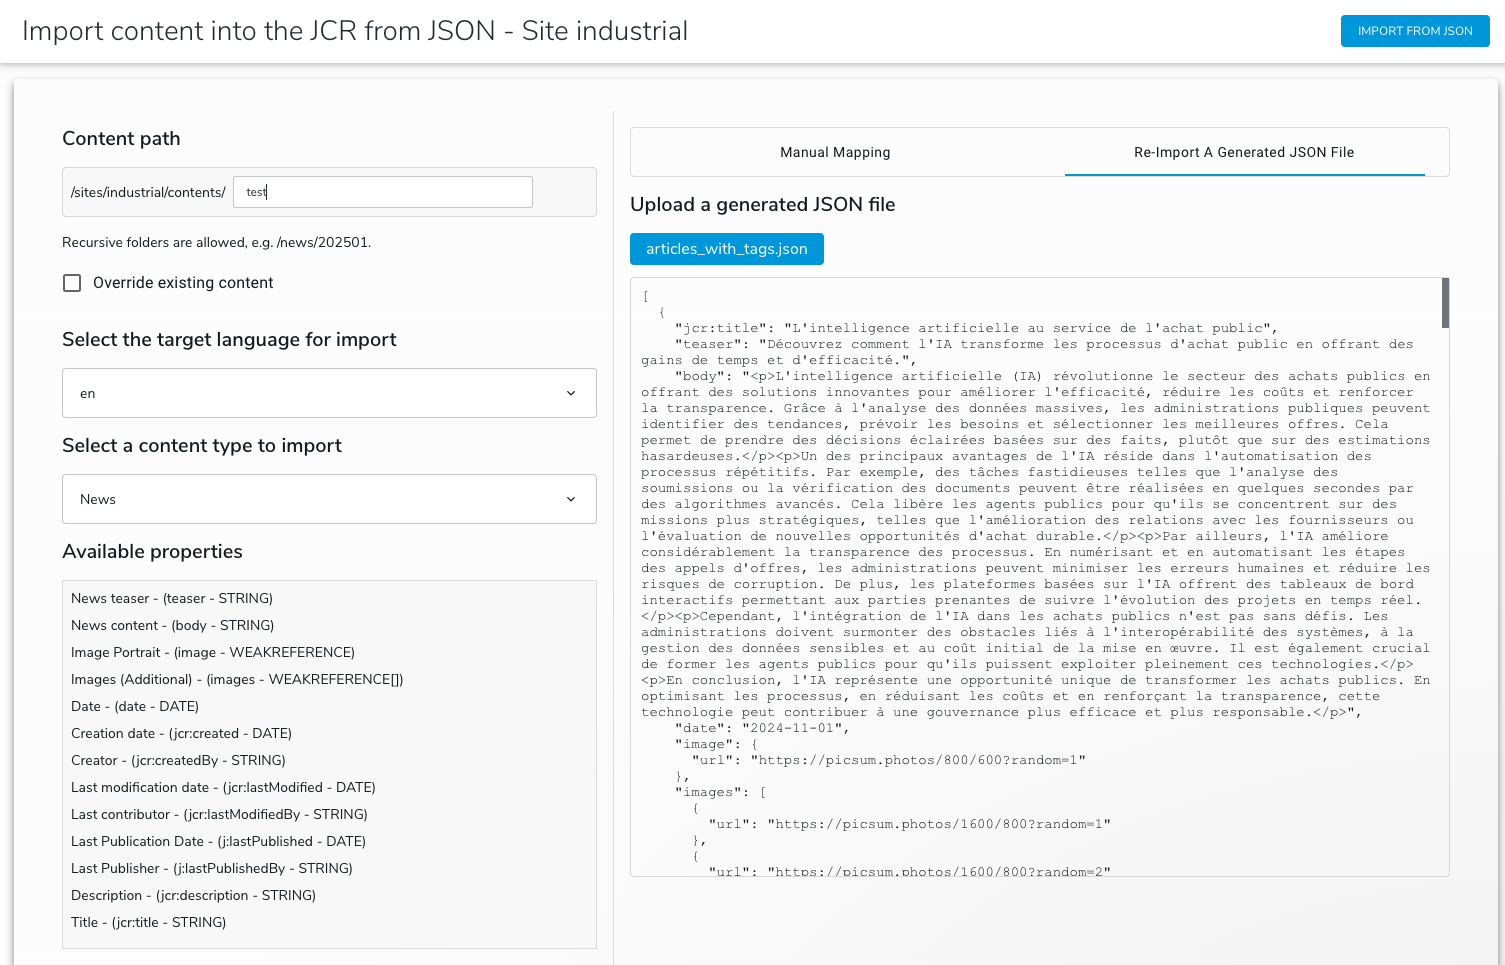 Import content into the JCR from JSON - Site industrial
IMPORT FROM JSON
Content path
/sites/industrial/contents/
test
Recursive folders are allowed, e.g. /news/202501.
Override existing content
Select the target language for import
en
Select a content type to import
News
Available properties
News teaser - (teaser - STRING)
News content - (body - STRING)
Image Portrait - (image - WEAKREFERENCE)
Images (Additional) - (images - WEAKREFERENCE[])
Date - (date - DATE)
Creation date - (jcr:created - DATE)
Creator - (jcr:createdBy - STRING)
Last modification date - (jcr:lastModified - DATE)
Last contributor - (jcr:lastModifiedBy - STRING)
Last Publication Date - (j:lastPublished - DATE)
Last Publisher - (j:lastPublishedBy - STRING)
Description - (jcr:description - STRING)
Title - (jcr:title - STRING)
Manual Mapping
Re-Import A Generated JSON File
Upload a generated JSON file
articles_with_tags.json
[
{
"jcr:title": "L'intelligence artificielle au service de l'achat public",
"teaser": "Découvrez comment l'IA transforme les processus d'achat public en offrant des
gains de temps et d'efficacité.",
"body": "<p>L'intelligence artificielle (IA) révolutionne le secteur des achats publics en
offrant des solutions innovantes pour améliorer l'efficacité, réduire les coûts et renforcer
la transparence. Grâce à l'analyse des données massives, les administrations publiques peuvent
identifier des tendances, prévoir les besoins et sélectionner les meilleures offres. Cela
permet de prendre des décisions éclairées basées sur des faits, plutôt que sur des estimations
hasardeuses.</p><p>Un des principaux avantages de l'IA réside dans l'automatisation des
processus répétitifs. Par exemple, des tâches fastidieuses telles que l'analyse des
soumissions ou la vérification des documents peuvent être réalisées en quelques secondes par
des algorithmes avancés. Cela libère les agents publics pour qu'ils se concentrent sur des
missions plus stratégiques, telles que l'amélioration des relations avec les fournisseurs ou
l'évaluation de nouvelles opportunités d'achat durable.</p><p>Par ailleurs, l'IA améliore
considérablement la transparence des processus. En numérisant et en automatisant les étapes
des appels d'offres, les administrations peuvent minimiser les erreurs humaines et réduire les
risques de corruption. De plus, les plateformes basées sur l'IA offrent des tableaux de bord
interactifs permettant aux parties prenantes de suivre l'évolution des projets en temps réel.
</p><p>Cependant, l'intégration de l'IA dans les achats publics n'est pas sans défis. Les
administrations doivent surmonter des obstacles liés à l'interopérabilité des systèmes, à la
gestion des données sensibles et au coût initial de la mise en œuvre. Il est également crucial
de former les agents publics pour qu'ils puissent exploiter pleinement ces technologies.</p>
<p>En conclusion, l'IA représente une opportunité unique de transformer les achats publics. En
optimisant les processus, en réduisant les coûts et en renforçant la transparence, cette
technologie peut contribuer à une gouvernance plus efficace et plus responsable.</p>",
"date": "2024-11-01",
"image": {
"url": "https://picsum.photos/800/600?random=1"
},
"images": [
{
"url": "https://picsum.photos/1600/800?random=1"
},
{
"url": "https://picsum.photos/1600/800?random=2"